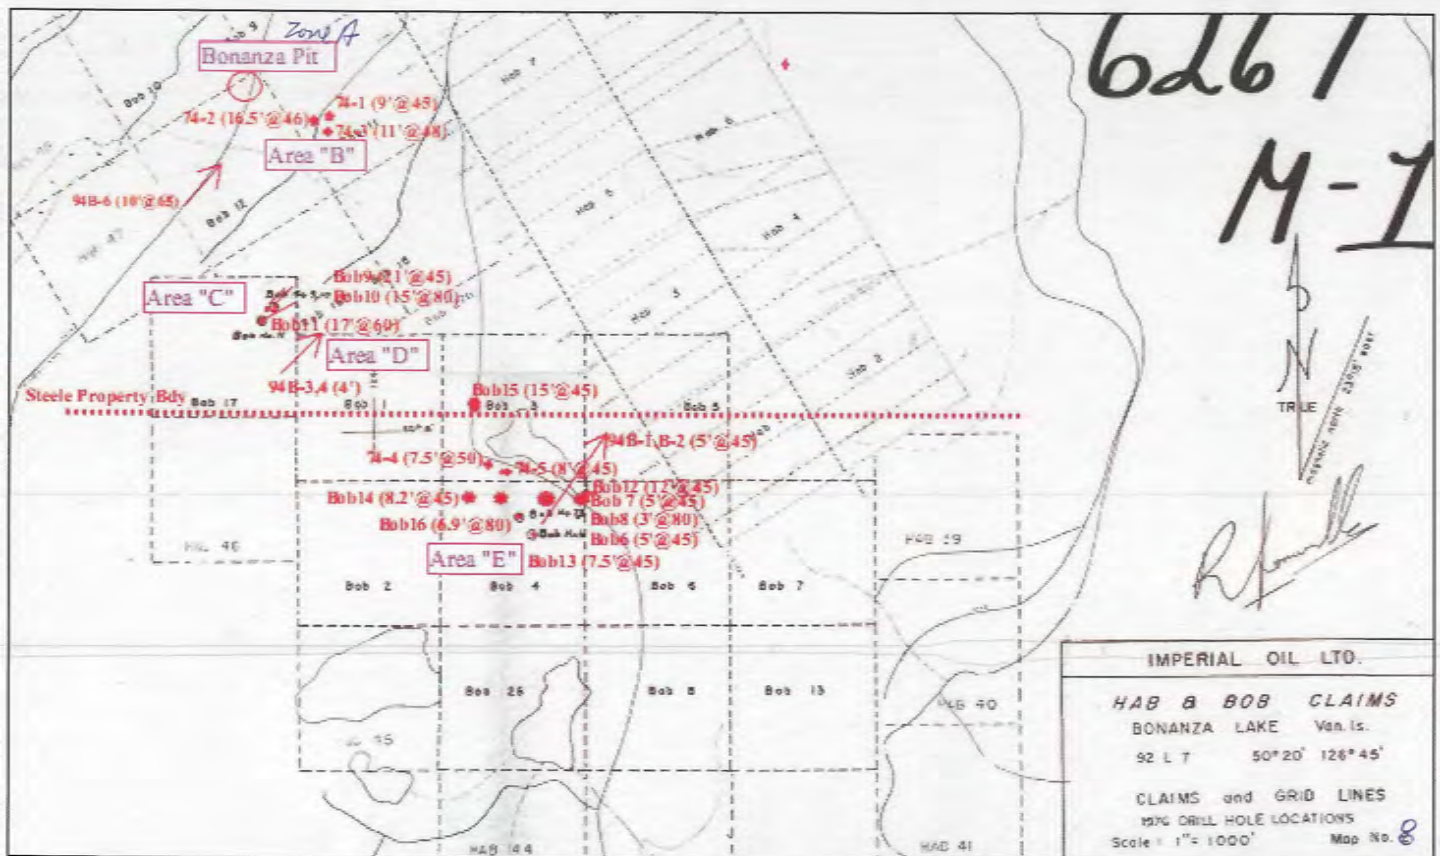 Bob 9
Zone A
Bonanza Pit
Bob 10
74-1 (9'@45)
74-2 (16.5'@46)
74-3 (11'@48)
Area "B"
94B-6 (10'@65)
Bob 12
Hab 7
Hab 6
Hab 5
Hab 4
Hab 3
Hab 2
Hab 1
6261
M-1
N
TRUE
Area "C"
Bob9 (21'@45)
Bob10 (15'@80)
Bob11 (17'@60)
Area "D"
94B-3,4 (4')
Steele Property Bdy
Bob 17
Bob 1
Bob15 (15'@45)
Bob 3
Bob 5
94B-1,B-2 (5'@45)
74-4 (7.5'@50)
74-5 (8'@45)
Bob12 (12'@45)
Bob14 (8.2'@45)
Bob 7 (5'@45)
Bob16 (6.9'@80)
Bob8 (3'@80)
Bob6 (5'@45)
Area "E"
Bob13 (7.5'@45)
HAB 46
HAB 39
Bob 2
Bob 4
Bob 6
Bob 7
Bob 26
Bob 8
Bob 13
HAB 40
HAB 44
HAB 41
IMPERIAL OIL LTD.
HAB & BOB CLAIMS
BONANZA LAKE Van. Is.
92 L 7 50°20' 126°45'
CLAIMS and GRID LINES
1976 DRILL HOLE LOCATIONS
Scale : 1"= 1000' Map No. 8